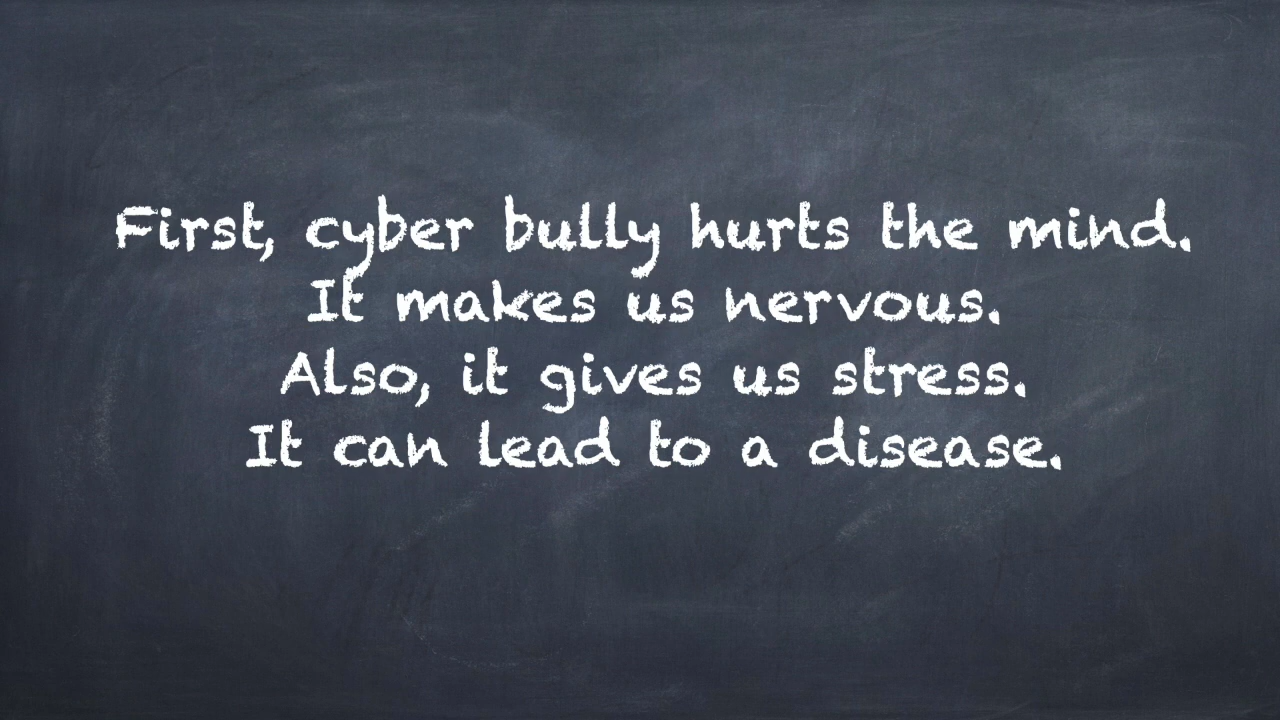 First, cyber bully hurts the mind.
It makes us nervous.
Also, it gives us stress.
It can lead to a disease.